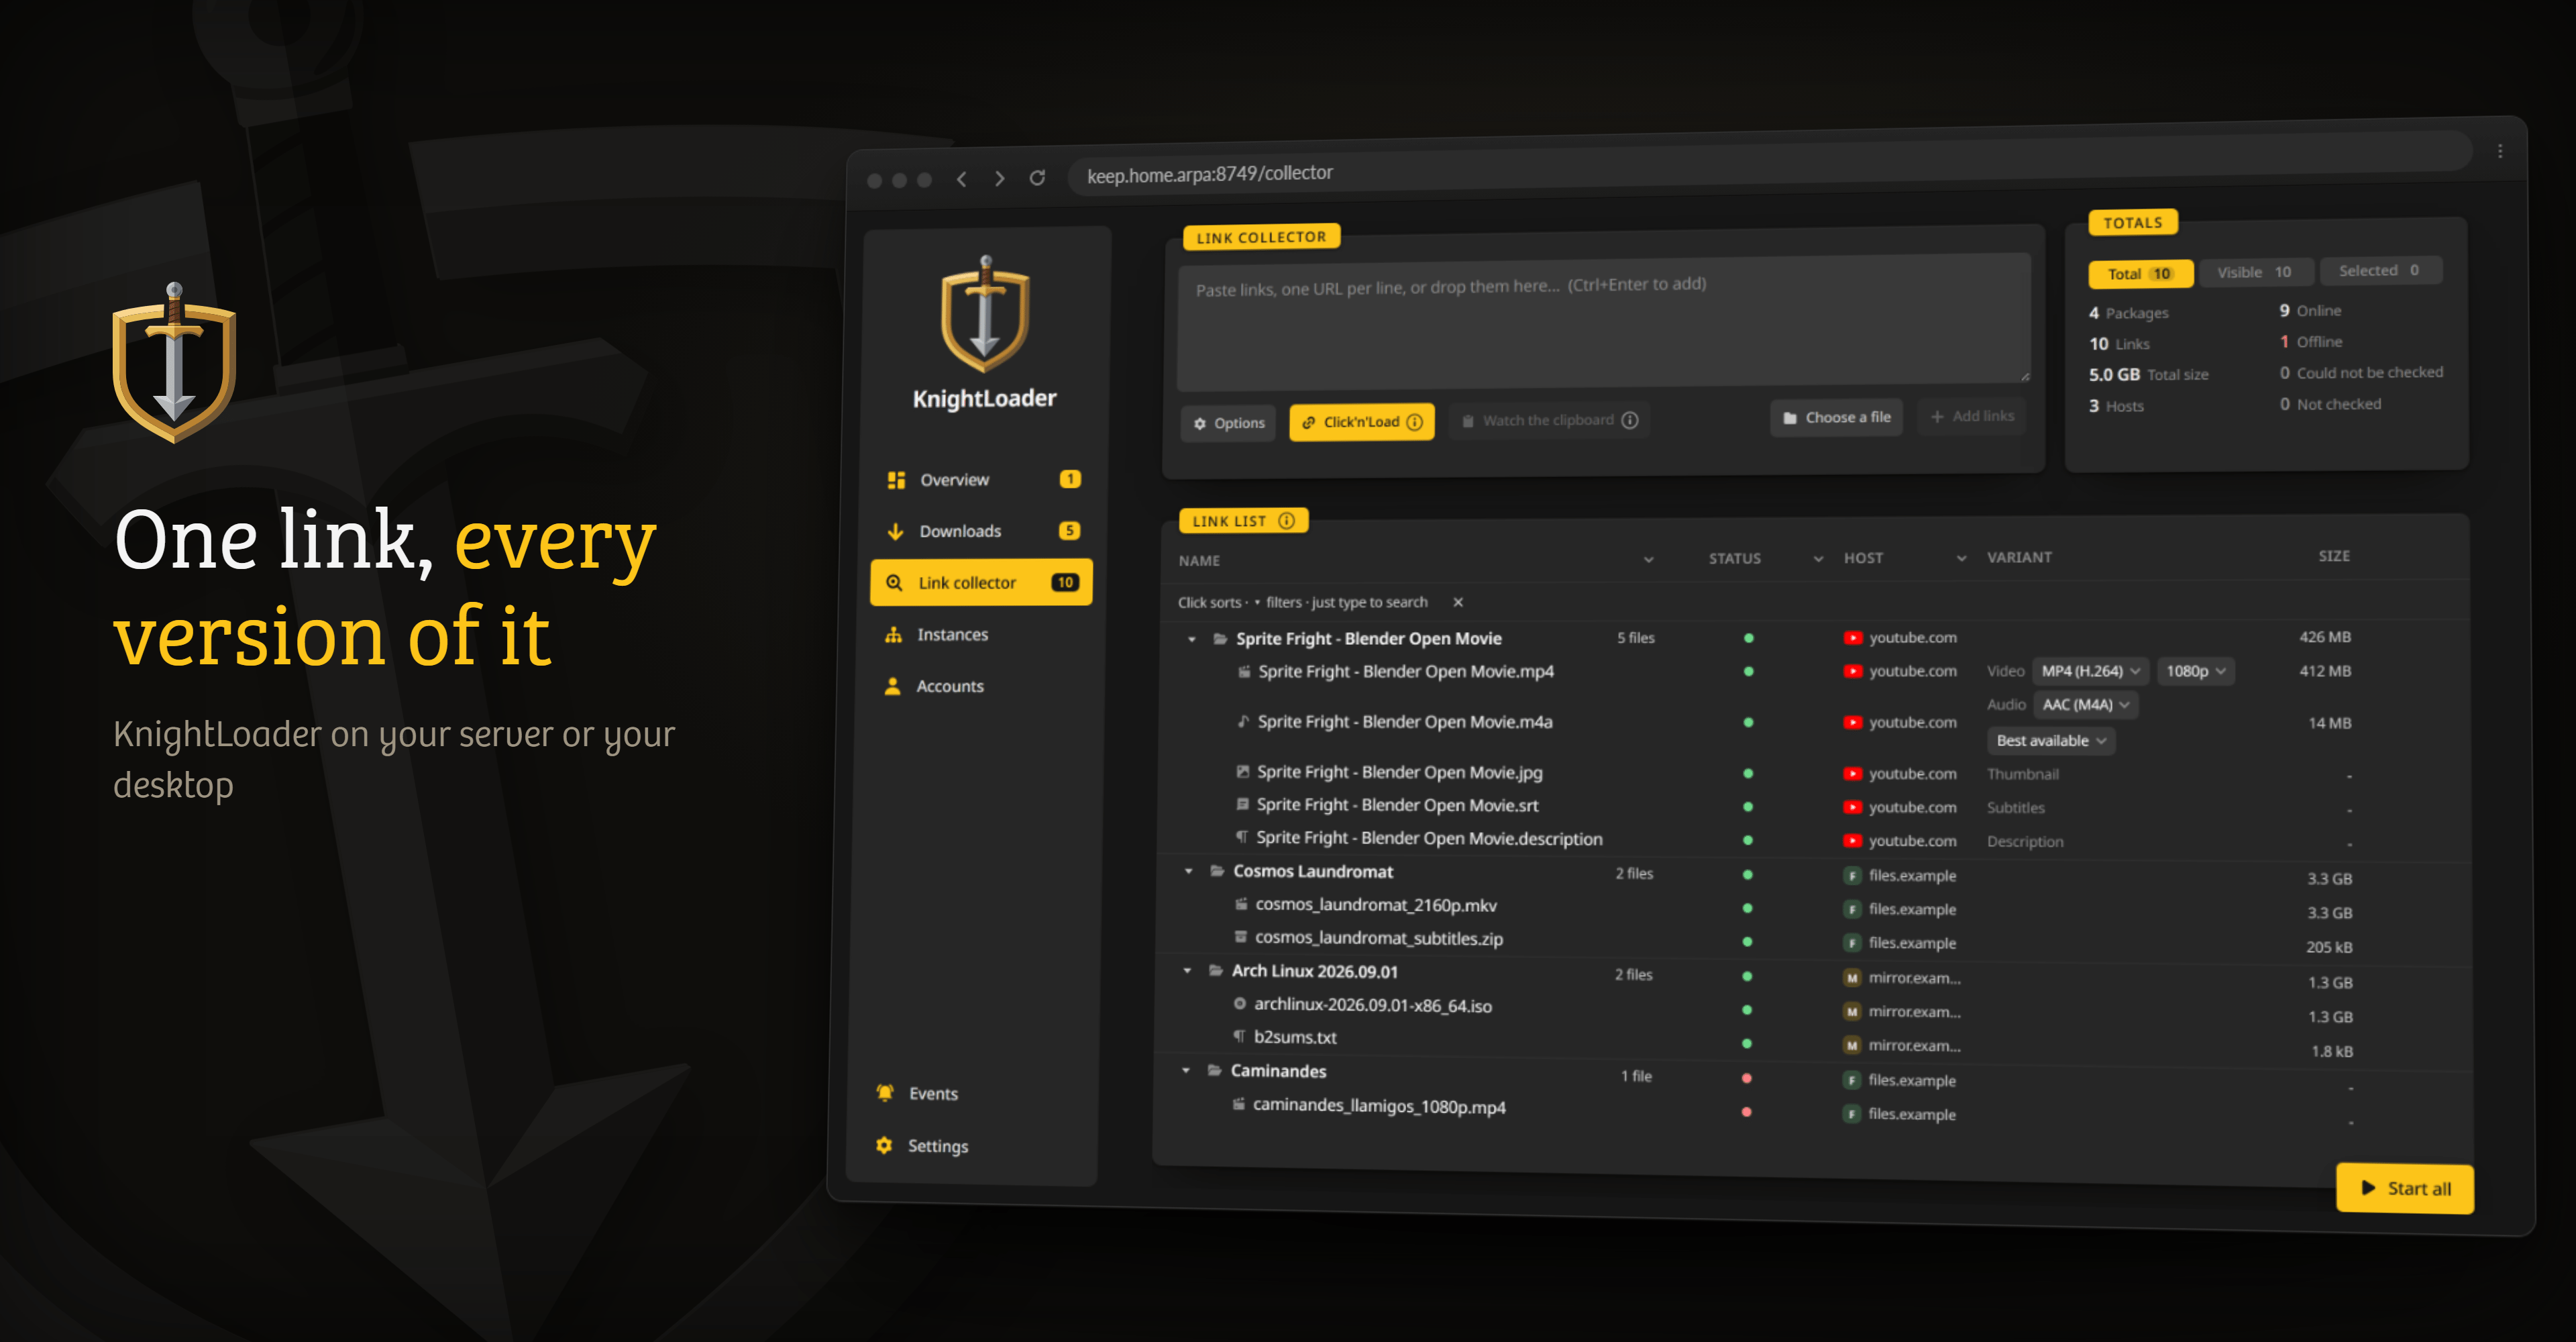 One link, every
version of it
KnightLoader on your server or your
desktop
keep.home.arpa:8749/collector
KnightLoader
Overview 1
Downloads 5
Link collector 10
Instances
Accounts
Events
Settings
LINK COLLECTOR
Paste links, one URL per line, or drop them here... (Ctrl+Enter to add)
Options Click'n'Load Watch the clipboard Choose a file Add links
TOTALS
Total 10 Visible 10 Selected 0
4 Packages 9 Online
10 Links 1 Offline
5.0 GB Total size 0 Could not be checked
3 Hosts 0 Not checked
LINK LIST
NAME STATUS HOST VARIANT SIZE
Click sorts · ▾ filters · just type to search ×
Sprite Fright - Blender Open Movie 5 files youtube.com 426 MB
Sprite Fright - Blender Open Movie.mp4 youtube.com Video MP4 (H.264) 1080p 412 MB
Sprite Fright - Blender Open Movie.m4a youtube.com Audio AAC (M4A) Best available 14 MB
Sprite Fright - Blender Open Movie.jpg youtube.com Thumbnail -
Sprite Fright - Blender Open Movie.srt youtube.com Subtitles -
Sprite Fright - Blender Open Movie.description youtube.com Description -
Cosmos Laundromat 2 files F files.example 3.3 GB
cosmos_laundromat_2160p.mkv F files.example 3.3 GB
cosmos_laundromat_subtitles.zip F files.example 205 kB
Arch Linux 2026.09.01 2 files M mirror.exam... 1.3 GB
archlinux-2026.09.01-x86_64.iso M mirror.exam... 1.3 GB
b2sums.txt M mirror.exam... 1.8 kB
Caminandes 1 file F files.example -
caminandes_llamigos_1080p.mp4 F files.example -
Start all